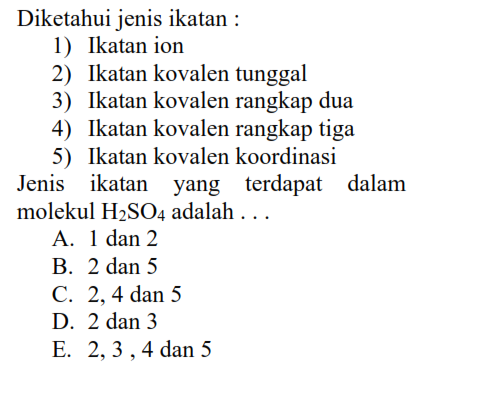 Diketahui jenis ikatan :
1) Ikatan ion
2) Ikatan kovalen tunggal
3) Ikatan kovalen rangkap dua
4) Ikatan kovalen rangkap tiga
5) Ikatan kovalen koordinasi
Jenis ikatan yang terdapat dalam
molekul H₂SO₄ adalah . . .
A. 1 dan 2
B. 2 dan 5
C. 2, 4 dan 5
D. 2 dan 3
E. 2, 3 , 4 dan 5